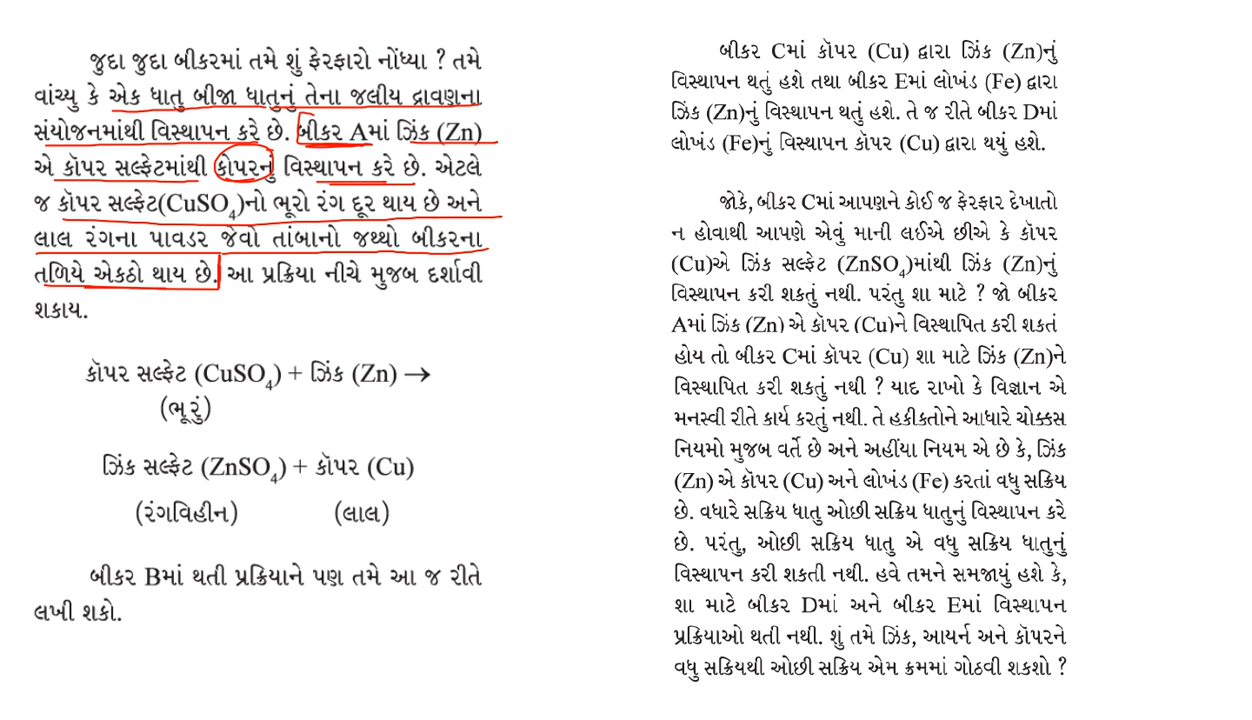 જુદા જુદા બીકરમાં તમે શું ફેરફારો નોંધ્યા ? તમે
વાંચ્યુ કે એક ધાતુ બીજા ધાતુનું તેના જલીય દ્રાવણના
સંયોજનમાંથી વિસ્થાપન કરે છે. બીકર Aમાં ઝિંક (Zn)
એ કૉપર સલ્ફેટમાંથી કૉપરનું વિસ્થાપન કરે છે. એટલે
જ કૉપર સલ્ફેટ(CuSO₄)નો ભૂરો રંગ દૂર થાય છે અને
લાલ રંગના પાવડર જેવો તાંબાનો જથ્થો બીકરના
તળિયે એકઠો થાય છે. આ પ્રક્રિયા નીચે મુજબ દર્શાવી
શકાય.
કૉપર સલ્ફેટ (CuSO₄) + ઝિંક (Zn) →
(ભૂરું)
ઝિંક સલ્ફેટ (ZnSO₄) + કૉપર (Cu)
(રંગવિહીન) (લાલ)
બીકર Bમાં થતી પ્રક્રિયાને પણ તમે આ જ રીતે
લખી શકો.
બીકર Cમાં કૉપર (Cu) દ્વારા ઝિંક (Zn)નું
વિસ્થાપન થતું હશે તથા બીકર Eમાં લોખંડ (Fe) દ્વારા
ઝિંક (Zn)નું વિસ્થાપન થતું હશે. તે જ રીતે બીકર Dમાં
લોખંડ (Fe)નું વિસ્થાપન કૉપર (Cu) દ્વારા થયું હશે.
જોકે, બીકર Cમાં આપણને કોઈ જ ફેરફાર દેખાતો
ન હોવાથી આપણે એવું માની લઈએ છીએ કે કૉપર
(Cu)એ ઝિંક સલ્ફેટ (ZnSO₄)માંથી ઝિંક (Zn)નું
વિસ્થાપન કરી શકતું નથી. પરંતુ શા માટે ? જો બીકર
Aમાં ઝિંક (Zn) એ કૉપર (Cu)ને વિસ્થાપિત કરી શકતં
હોય તો બીકર Cમાં કૉપર (Cu) શા માટે ઝિંક (Zn)ને
વિસ્થાપિત કરી શકતું નથી ? યાદ રાખો કે વિજ્ઞાન એ
મનસ્વી રીતે કાર્ય કરતું નથી. તે હકીકતોને આધારે ચોક્કસ
નિયમો મુજબ વર્તે છે અને અહીંયા નિયમ એ છે કે, ઝિંક
(Zn) એ કૉપર (Cu) અને લોખંડ (Fe) કરતાં વધુ સક્રિય
છે. વધારે સક્રિય ધાતુ ઓછી સક્રિય ધાતુનું વિસ્થાપન કરે
છે. પરંતુ, ઓછી સક્રિય ધાતુ એ વધુ સક્રિય ધાતુનું
વિસ્થાપન કરી શકતી નથી. હવે તમને સમજાયું હશે કે,
શા માટે બીકર Dમાં અને બીકર Eમાં વિસ્થાપન
પ્રક્રિયાઓ થતી નથી. શું તમે ઝિંક, આયર્ન અને કૉપરને
વધુ સક્રિયથી ઓછી સક્રિય એમ ક્રમમાં ગોઠવી શકશો ?